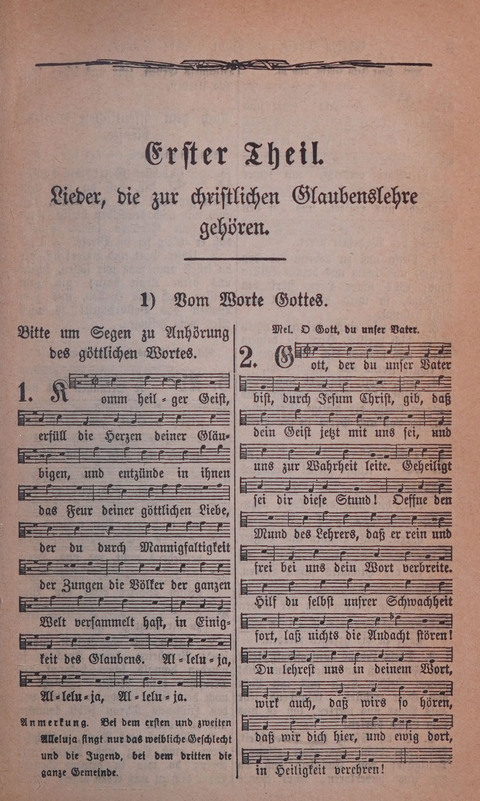 Erster Theil.
Lieder, die zur christlichen Glaubenslehre
gehören.
1) Vom Worte Gottes.
Bitte um Segen zu Anhörung
des göttlichen Wortes.
1. Komm heil - ger Geist,
erfüll die Herzen deiner Gläu-
bigen, und entzünde in ihnen
das Feur deiner göttlichen Liebe,
der du durch Mannigfaltigkeit
der Zungen die Völker der ganzen
Welt versammelt hast, in Einig-
keit des Glaubens. Al - lelu - ja,
Al - lelu - ja, Al - lelu - ja.
Anmerkung. Bei dem ersten und zweiten
Alleluja singt nur das weibliche Geschlecht
und die Jugend, bei dem dritten die
ganze Gemeinde.
Mel. O Gott, du unser Vater.
2. Gott, der du unser Vater
bist, durch Jesum Christ, gib, daß
dein Geist jetzt mit uns sei, und
uns zur Wahrheit leite. Geheiligt
sei dir diese Stund! Oeffne den
Mund des Lehrers, daß er rein und
frei bei uns dein Wort verbreite.
Hilf du selbst unsrer Schwachheit
fort, laß nichts die Andacht stören!
Du lehrest uns in deinem Wort,
wirk auch, daß wirs so hören,
daß wir dich hier, und ewig dort,
in Heiligkeit verehren!